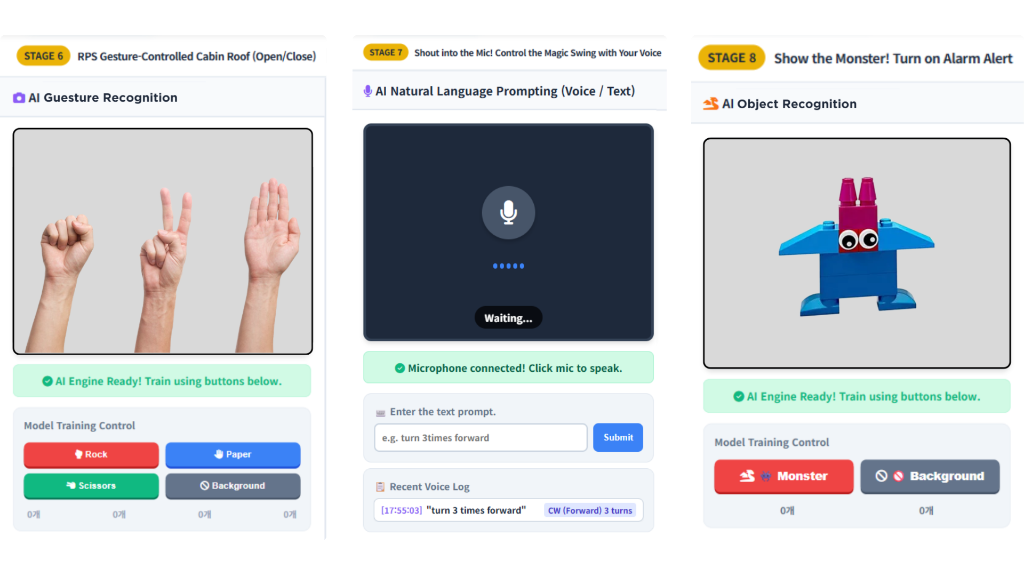 STAGE 6 RPS Gesture-Controlled Cabin Roof (Open/Close)
AI Guesture Recognition
AI Engine Ready! Train using buttons below.
Model Training Control
Rock Paper
Scissors Background
0개 0개 0개 0개
STAGE 7 Shout into the Mic! Control the Magic Swing with Your Voice
AI Natural Language Prompting (Voice / Text)
Waiting...
Microphone connected! Click mic to speak.
Enter the text prompt.
e.g. turn 3times forward Submit
Recent Voice Log
[17:55:03] "turn 3 times forward" CW (Forward) 3 turns
STAGE 8 Show the Monster! Turn on Alarm Alert
AI Object Recognition
AI Engine Ready! Train using buttons below.
Model Training Control
Monster Background
0개 0개